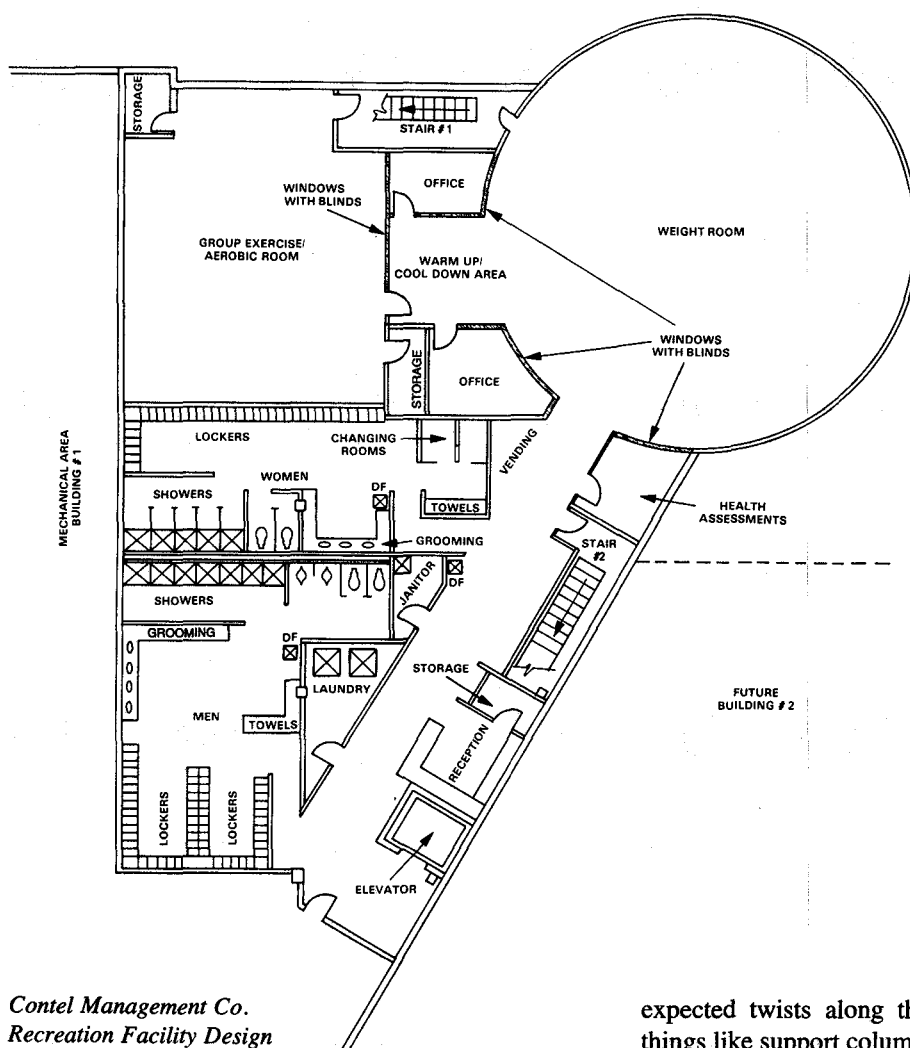 STORAGE
STAIR #1
OFFICE
WINDOWS
WITH BLINDS
WEIGHT ROOM
GROUP EXERCISE/
AEROBIC ROOM
WARM UP/
COOL DOWN AREA
WINDOWS
WITH BLINDS
STORAGE
OFFICE
LOCKERS
CHANGING
ROOMS
VENDING
MECHANICAL AREA
BUILDING #1
WOMEN
DF
SHOWERS
TOWELS
HEALTH
ASSESSMENTS
GROOMING
STAIR
#2
JANITOR
DF
SHOWERS
GROOMING
DF
STORAGE
LAUNDRY
FUTURE
BUILDING #2
MEN
TOWELS
RECEPTION
LOCKERS
LOCKERS
ELEVATOR
Contel Management Co.
Recreation Facility Design
expected twists along th
things like support colum